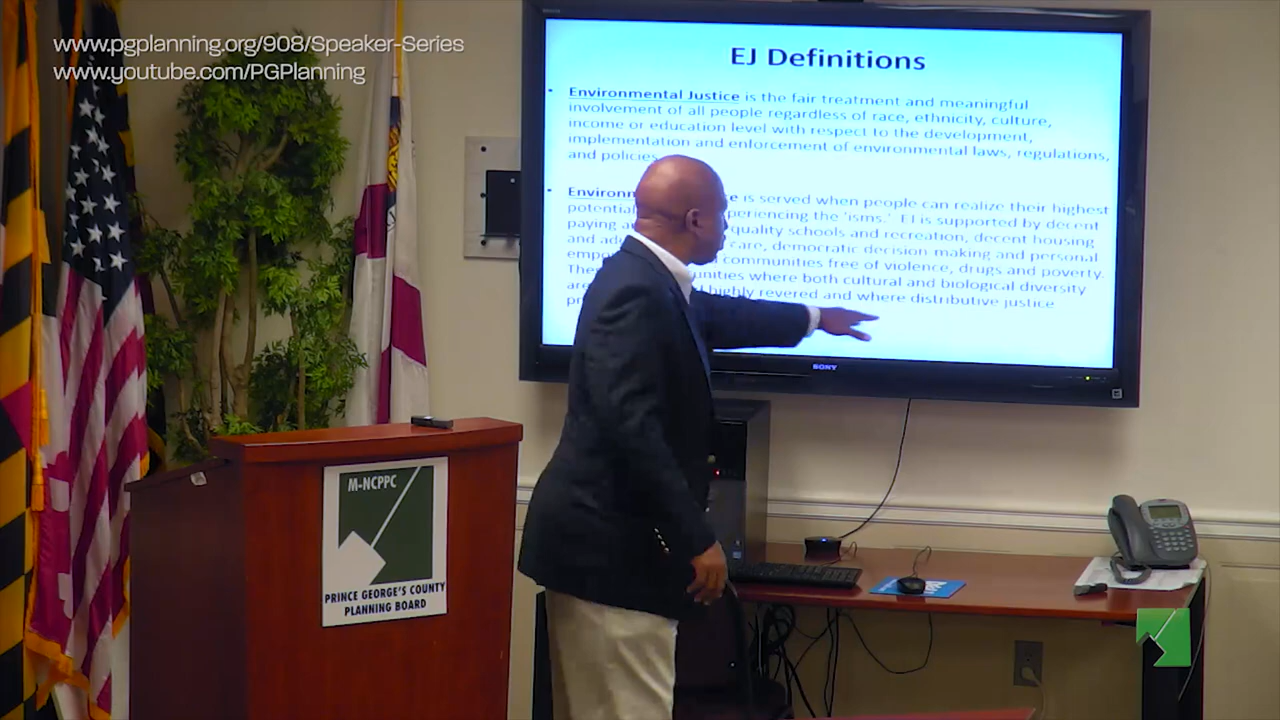 www.pgplanning.org/908/Speaker-Series
www.youtube.com/PGPlanning
EJ Definitions
Environmental Justice is the fair treatment and meaningful
involvement of all people regardless of race, ethnicity, culture,
income or education level with respect to the development,
implementation and enforcement of environmental laws, regulations,
and policies
is served when people can realize their highest
the 'isms.' EJ is supported by decent
paying quality schools and recreation, decent housing
and care, democratic decision making and personal
communities free of violence, drugs and poverty.
where both cultural and biological diversity
are highly revered and where distributive justice
SONY
M-NCPPC
PRINCE GEORGE'S COUNTY
PLANNING BOARD